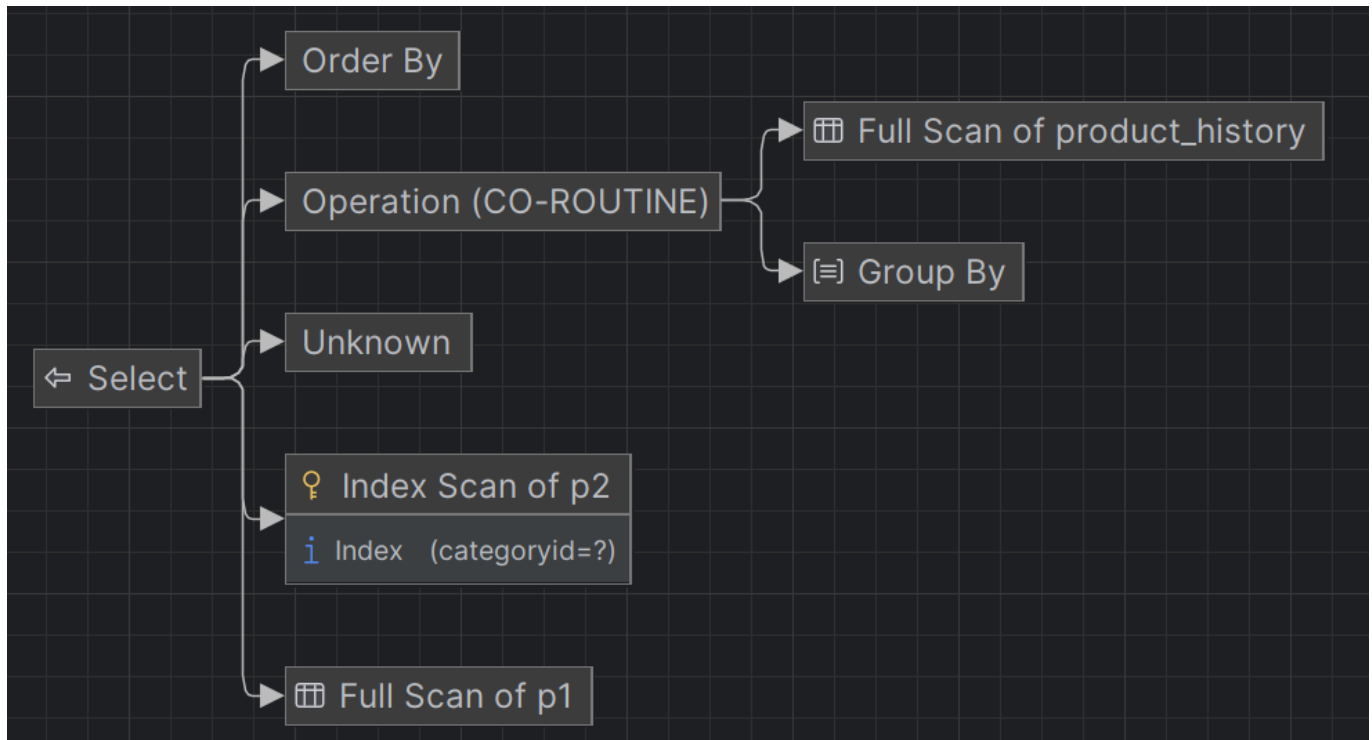 Order By
Full Scan of product_history
Operation (CO-ROUTINE)
Group By
Unknown
Select
Index Scan of p2
i Index (categoryid=?)
Full Scan of p1